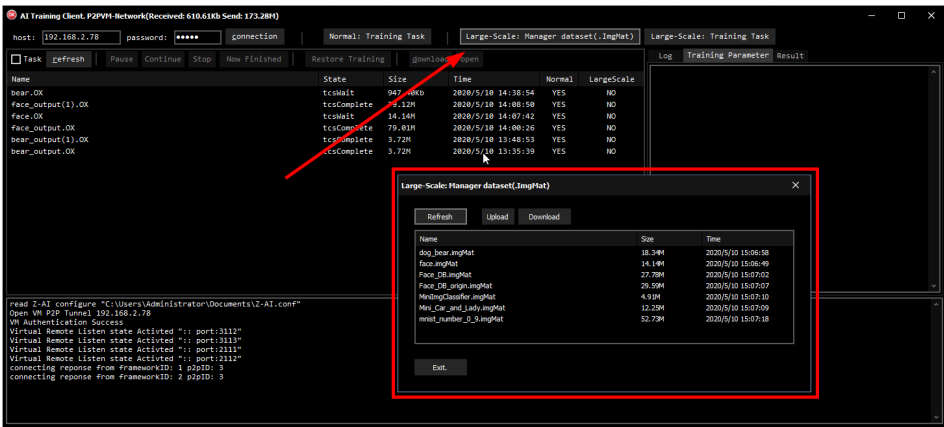 AI Training Client. P2PVM-Network(Received: 610.61Kb Send: 173.28M)
host: 192.168.2.78 password: ●●●●● connection Normal: Training Task Large-Scale: Manager dataset(.ImgMat) Large-Scale: Training Task
Task refresh Pause Continue Stop Now Finished Restore Training download open
Log Training Parameter Result
Name State Size Time Normal LargeScale
bear.OX tcsWait 947. Kb 2020/5/10 14:38:54 YES NO
face_output(1).OX tcsComplete 79.12M 2020/5/10 14:08:50 YES NO
face.OX tcsWait 14.14M 2020/5/10 14:07:42 YES NO
face_output.OX tcsComplete 79.01M 2020/5/10 14:00:26 YES NO
bear_output(1).OX tcsComplete 3.72M 2020/5/10 13:48:53 YES NO
bear_output.OX tcsComplete 3.72M 2020/5/10 13:35:39 YES NO
Large-Scale: Manager dataset(.ImgMat)
Refresh Upload Download
Name Size Time
dog_bear.imgMat 18.34M 2020/5/10 15:06:58
face.imgMat 14.14M 2020/5/10 15:06:49
Face_DB.imgMat 27.78M 2020/5/10 15:07:02
Face_DB_origin.imgMat 29.59M 2020/5/10 15:07:07
MiniImgClassifier.imgMat 4.91M 2020/5/10 15:07:10
Mini_Car_and_Lady.imgMat 12.25M 2020/5/10 15:07:09
mnist_number_0_9.imgMat 52.73M 2020/5/10 15:07:18
Exit.
read Z-AI configure "C:\Users\Administrator\Documents\Z-AI.conf"
Open VM P2P Tunnel 192.168.2.78
VM Authentication Success
Virtual Remote Listen state Activted ":: port:3112"
Virtual Remote Listen state Activted ":: port:3113"
Virtual Remote Listen state Activted ":: port:2111"
Virtual Remote Listen state Activted ":: port:2112"
connecting reponse from frameworkID: 1 p2pID: 3
connecting reponse from frameworkID: 2 p2pID: 3